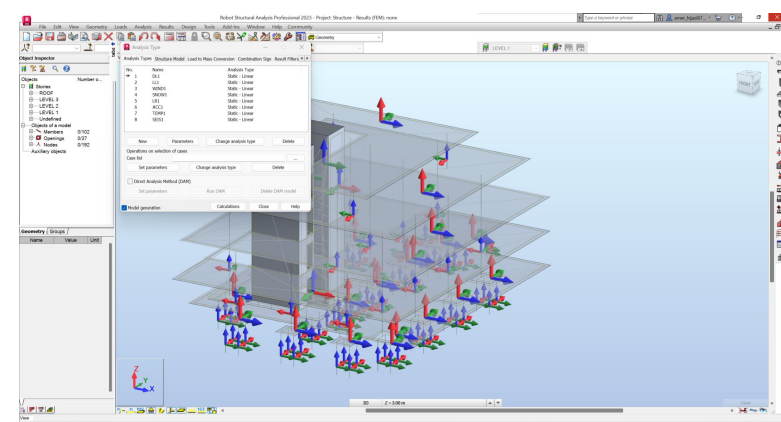 Robot Structural Analysis Professional 2023 - Project: Structure - Results (FEM): none
Type a keyword or phrase
File Edit View Geometry Loads Analysis Results Design Tools Add-Ins Window Help Community
Geometry
LEVEL 1
Object Inspector
Objects Number o...
Stories
ROOF
LEVEL 3
LEVEL 2
LEVEL 1
Undefined
Objects of a model
Members 0/102
Openings 0/37
Nodes 0/192
Auxiliary objects
Geometry Groups
Name Value Unit
Analysis Type
Analysis Types Structure Model Load to Mass Conversion Combination Sign Result Filters
No. Name Analysis Type
1 DL1 Static - Linear
2 LL1 Static - Linear
3 WIND1 Static - Linear
4 SNOW1 Static - Linear
5 LR1 Static - Linear
6 ACC1 Static - Linear
7 TEMP1 Static - Linear
8 SEIS1 Static - Linear
New Parameters Change analysis type Delete
Operations on selection of cases
Case list ...
Set parameters Change analysis type Delete
Direct Analysis Method (DAM)
Set parameters Run DAM Delete DAM model
Model generation Calculations Close Help
FRONT
Z
Y
X
3D Z = 3.00 m
View
View